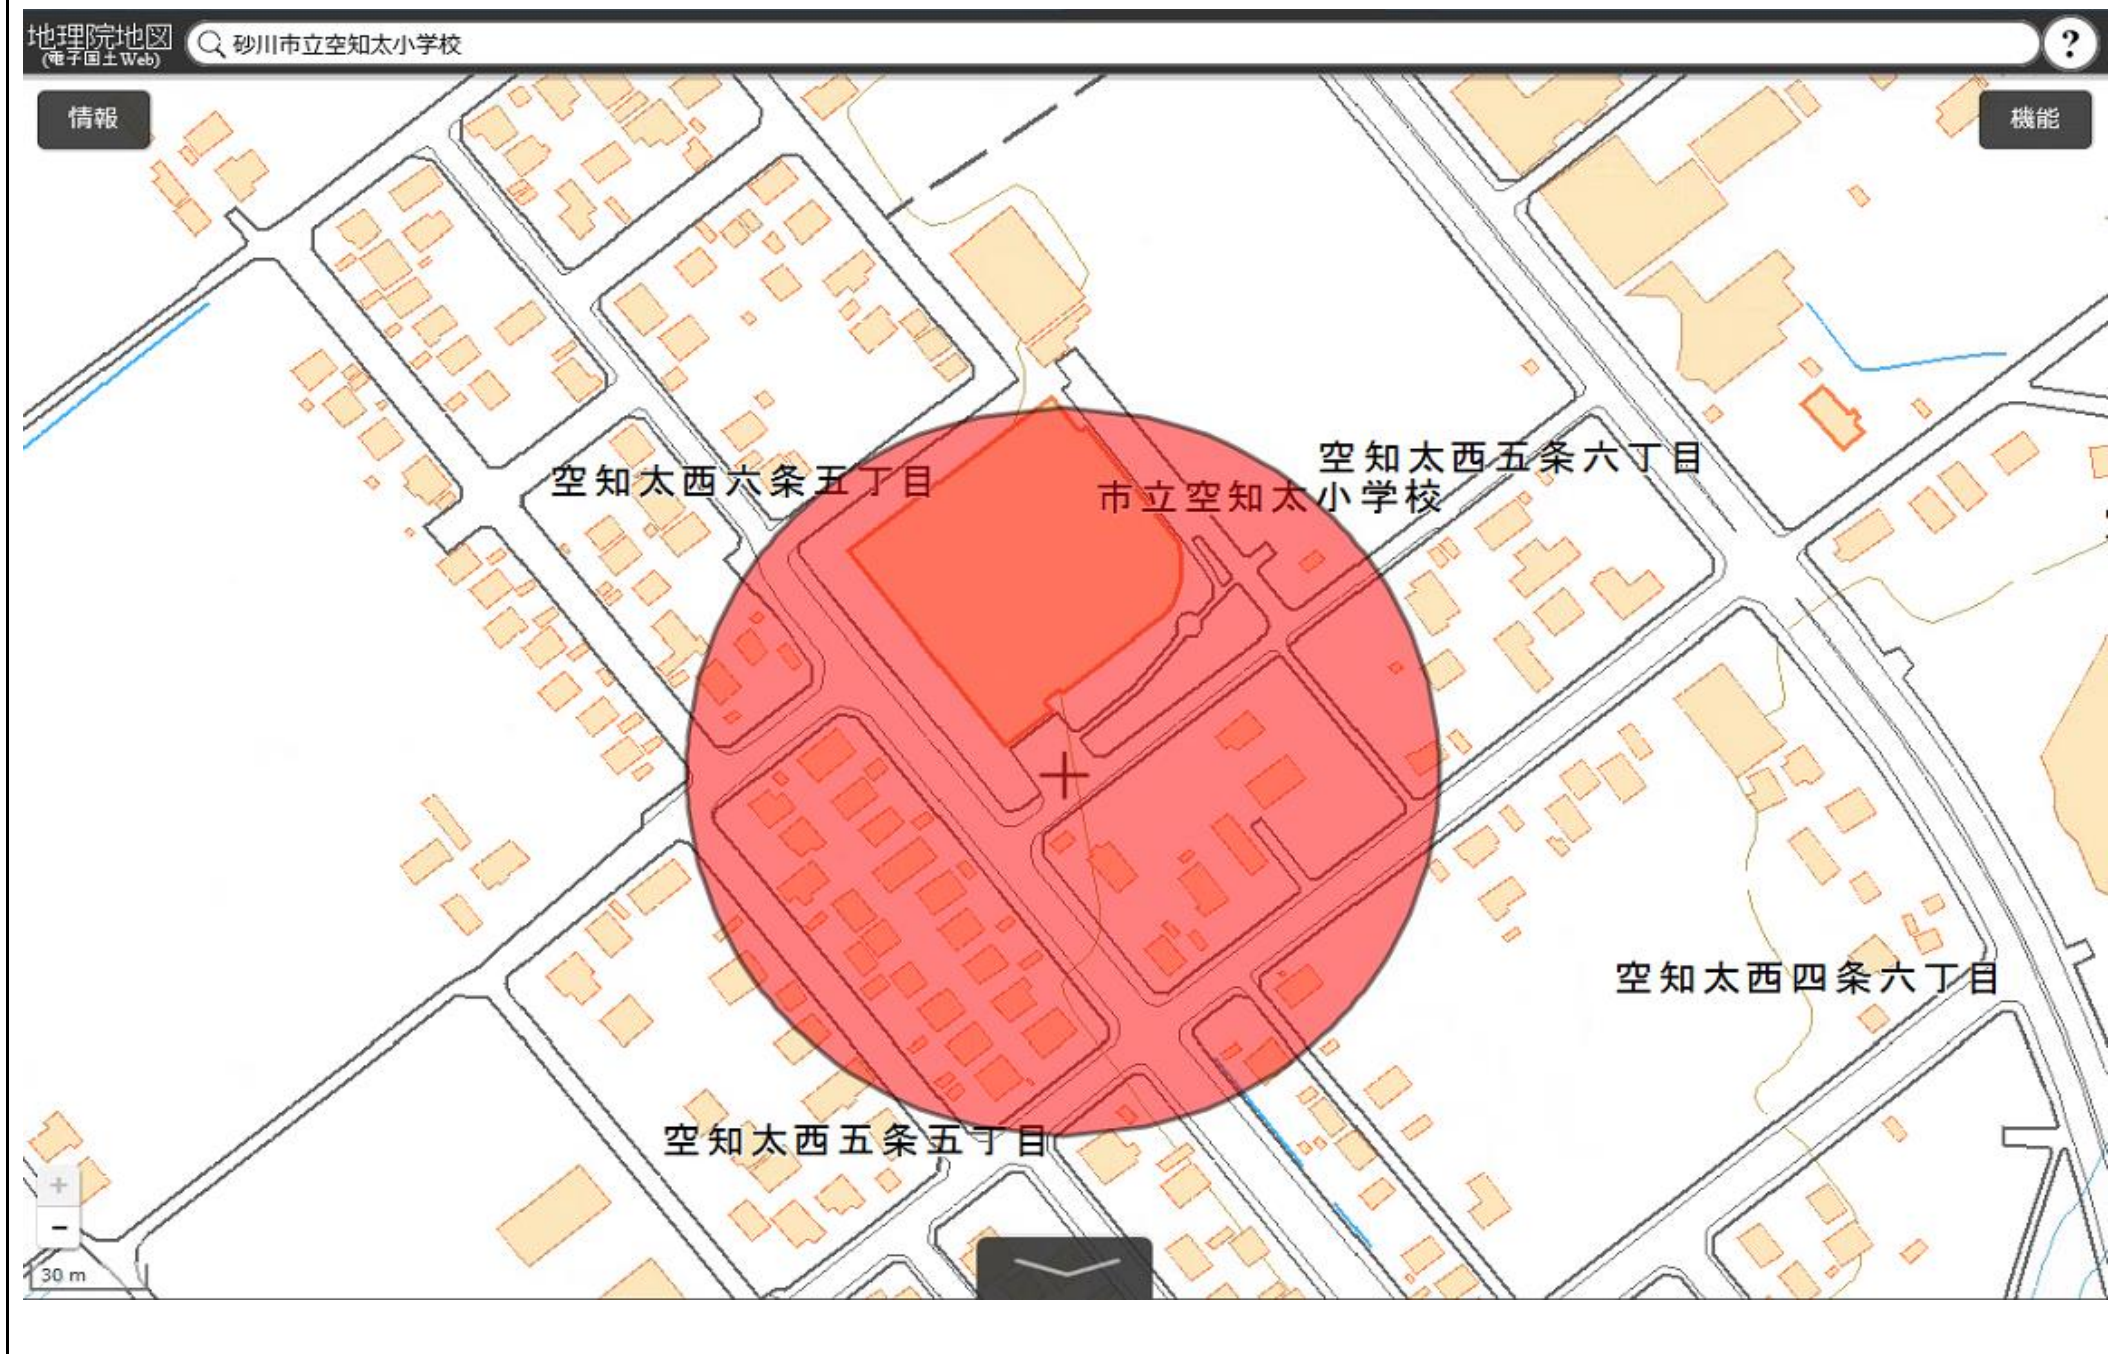 地理院地図
(電子国土Web)
砂川市立空知太小学校
?
情報
機能
空知太西五条六丁目
空知太西六条五丁目
市立空知太小学校
空知太西四条六丁目
空知太西五条五丁目
+
−
30 m